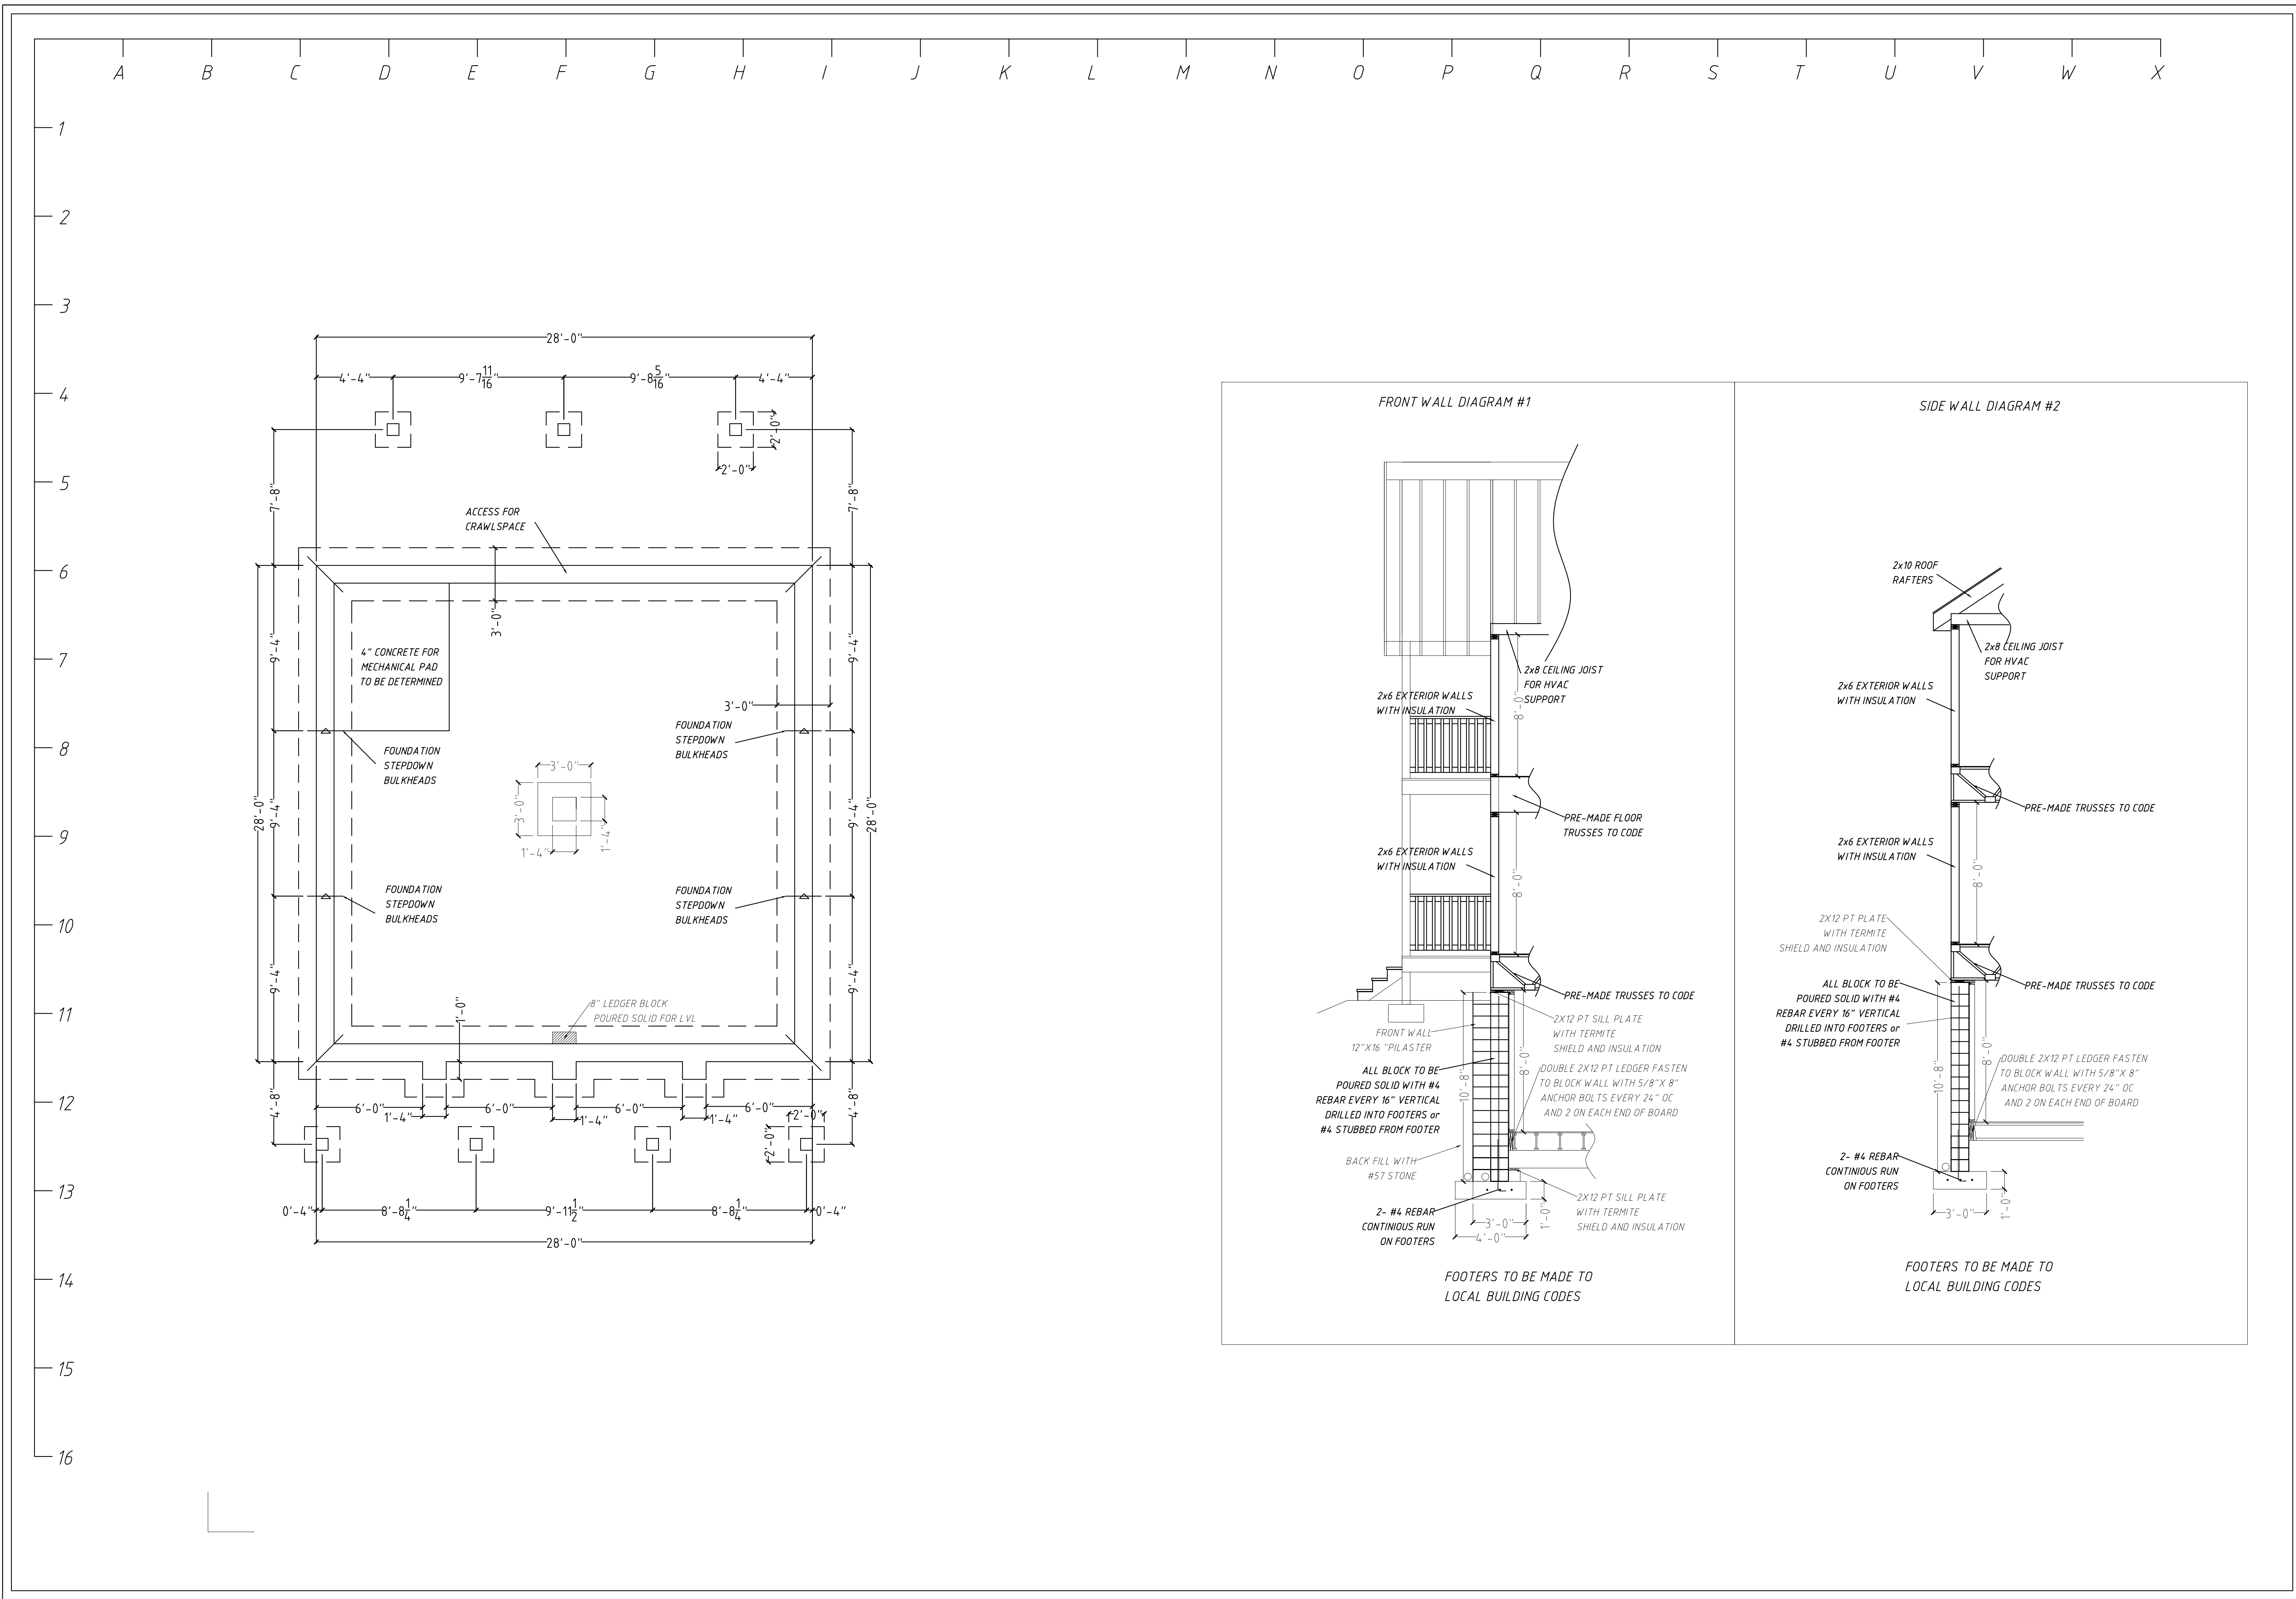 A B C D E F G H I J K L M N O P Q R S T U V W X
1
2
3
4
5
6
7
8
9
10
11
12
13
14
15
16
28'-0"
4'-4" 9'-7 11/16" 9'-8 5/16" 4'-4"
2'-0"
2'-0"
7'-8"
7'-8"
ACCESS FOR
CRAWLSPACE
3'-0"
9'-4"
9'-4"
4" CONCRETE FOR
MECHANICAL PAD
TO BE DETERMINED
3'-0"
FOUNDATION
STEPDOWN
BULKHEADS
FOUNDATION
STEPDOWN
BULKHEADS
3'-0"
3'-0"
1'-4"
1'-4"
28'-0"
9'-4"
9'-4"
28'-0"
FOUNDATION
STEPDOWN
BULKHEADS
FOUNDATION
STEPDOWN
BULKHEADS
9'-4"
9'-4"
1'-0"
8" LEDGER BLOCK
POURED SOLID FOR LVL
4'-8"
4'-8"
6'-0" 6'-0" 6'-0" 6'-0"
1'-4" 1'-4" 1'-4"
2'-0"
2'-0"
0'-4" 8'-8 1/4" 9'-11 1/2" 8'-8 1/4" 0'-4"
28'-0"
FRONT WALL DIAGRAM #1
2x8 CEILING JOIST
FOR HVAC
SUPPORT
2x6 EXTERIOR WALLS
WITH INSULATION
8'-0"
PRE-MADE FLOOR
TRUSSES TO CODE
2x6 EXTERIOR WALLS
WITH INSULATION
8'-0"
PRE-MADE TRUSSES TO CODE
FRONT WALL
12"X16 "PILASTER
2X12 PT SILL PLATE
WITH TERMITE
SHIELD AND INSULATION
ALL BLOCK TO BE
POURED SOLID WITH #4
REBAR EVERY 16" VERTICAL
DRILLED INTO FOOTERS or
#4 STUBBED FROM FOOTER
10'-8"
8'-0"
DOUBLE 2X12 PT LEDGER FASTEN
TO BLOCK WALL WITH 5/8"X 8"
ANCHOR BOLTS EVERY 24" OC
AND 2 ON EACH END OF BOARD
BACK FILL WITH
#57 STONE
2X12 PT SILL PLATE
WITH TERMITE
SHIELD AND INSULATION
2- #4 REBAR
CONTINIOUS RUN
ON FOOTERS
3'-0"
4'-0"
1'-0"
FOOTERS TO BE MADE TO
LOCAL BUILDING CODES
SIDE WALL DIAGRAM #2
2x10 ROOF
RAFTERS
2x8 CEILING JOIST
FOR HVAC
SUPPORT
2x6 EXTERIOR WALLS
WITH INSULATION
PRE-MADE TRUSSES TO CODE
2x6 EXTERIOR WALLS
WITH INSULATION
8'-0"
2X12 PT PLATE
WITH TERMITE
SHIELD AND INSULATION
PRE-MADE TRUSSES TO CODE
ALL BLOCK TO BE
POURED SOLID WITH #4
REBAR EVERY 16" VERTICAL
DRILLED INTO FOOTERS or
#4 STUBBED FROM FOOTER
10'-8"
8'-0"
DOUBLE 2X12 PT LEDGER FASTEN
TO BLOCK WALL WITH 5/8"X 8"
ANCHOR BOLTS EVERY 24" OC
AND 2 ON EACH END OF BOARD
2- #4 REBAR
CONTINIOUS RUN
ON FOOTERS
3'-0"
1'-0"
FOOTERS TO BE MADE TO
LOCAL BUILDING CODES